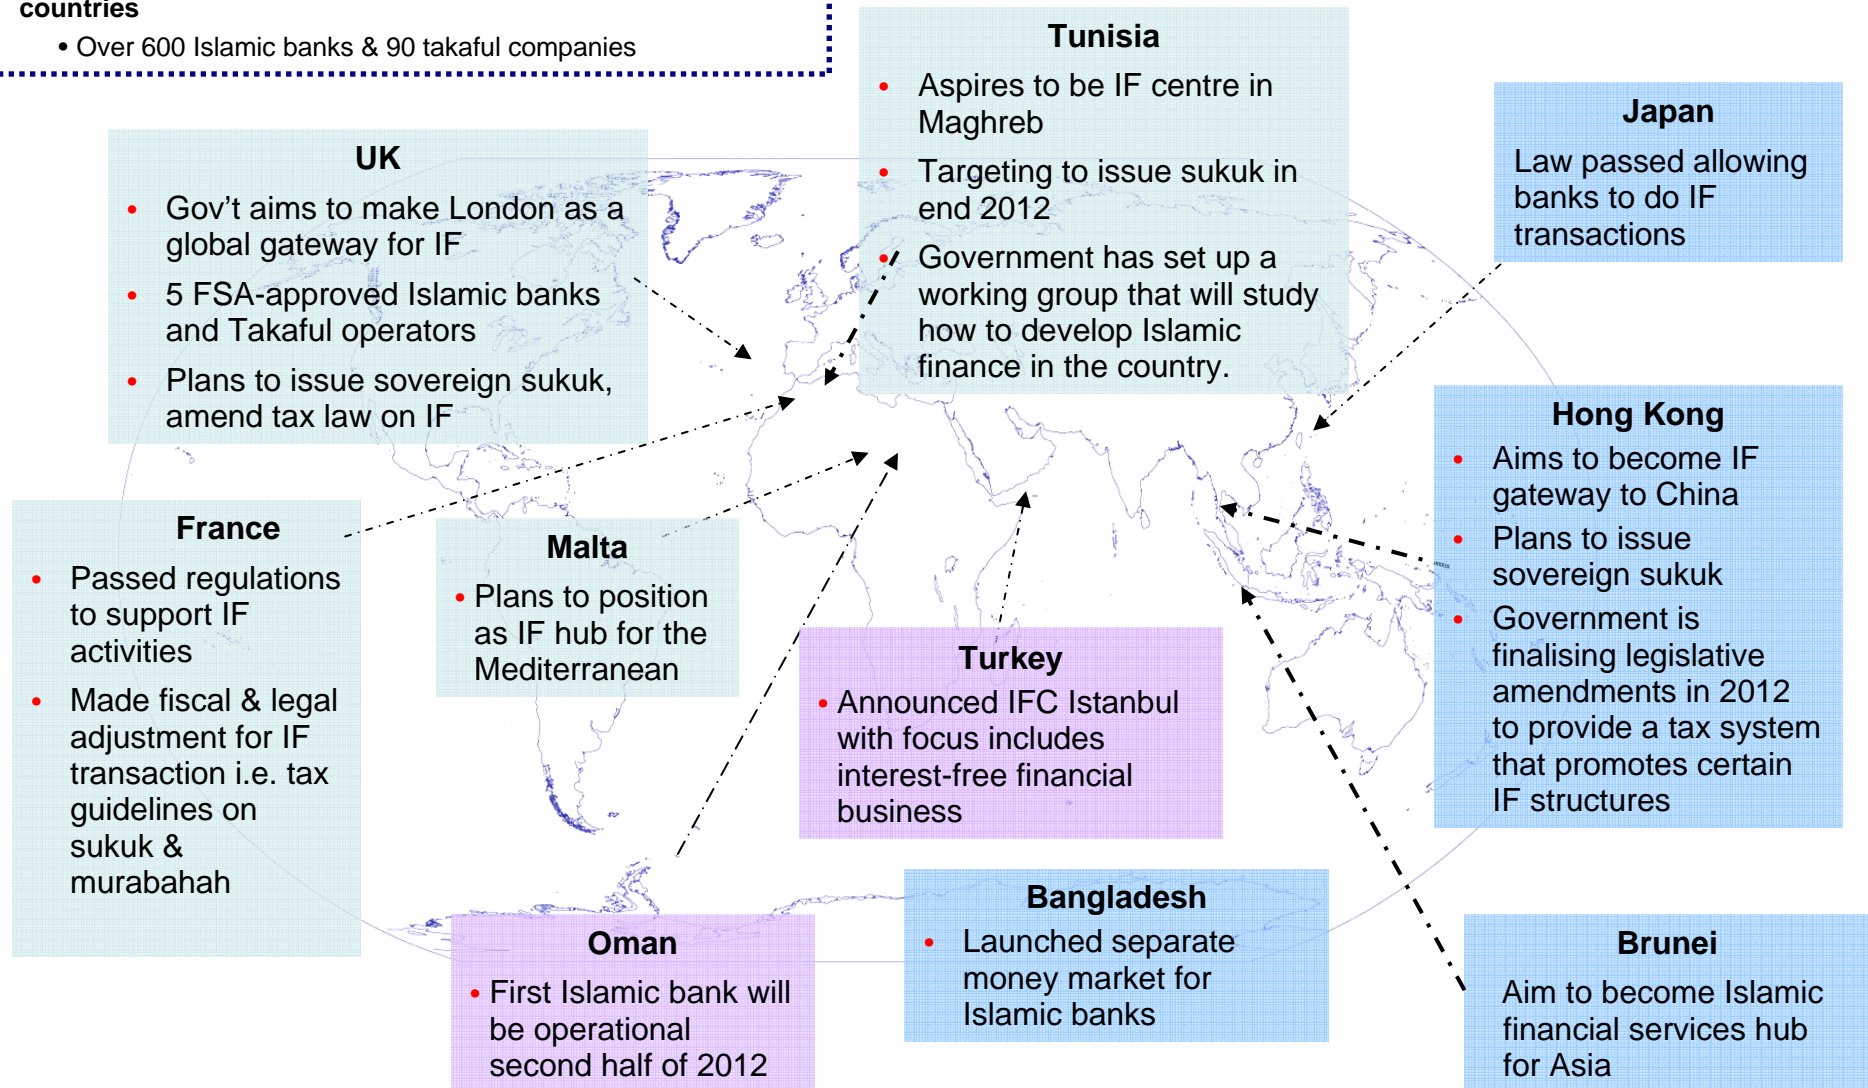 countries
• Over 600 Islamic banks & 90 takaful companies
Tunisia
• Aspires to be IF centre in
Maghreb
• Targeting to issue sukuk in
end 2012
• Government has set up a
working group that will study
how to develop Islamic
finance in the country.
Japan
Law passed allowing
banks to do IF
transactions
UK
• Gov’t aims to make London as a
global gateway for IF
• 5 FSA-approved Islamic banks
and Takaful operators
• Plans to issue sovereign sukuk,
amend tax law on IF
Hong Kong
• Aims to become IF
gateway to China
• Plans to issue
sovereign sukuk
• Government is
finalising legislative
amendments in 2012
to provide a tax system
that promotes certain
IF structures
France
• Passed regulations
to support IF
activities
• Made fiscal & legal
adjustment for IF
transaction i.e. tax
guidelines on
sukuk &
murabahah
Malta
• Plans to position
as IF hub for the
Mediterranean
Turkey
• Announced IFC Istanbul
with focus includes
interest-free financial
business
Oman
• First Islamic bank will
be operational
second half of 2012
Bangladesh
• Launched separate
money market for
Islamic banks
Brunei
Aim to become Islamic
financial services hub
for Asia